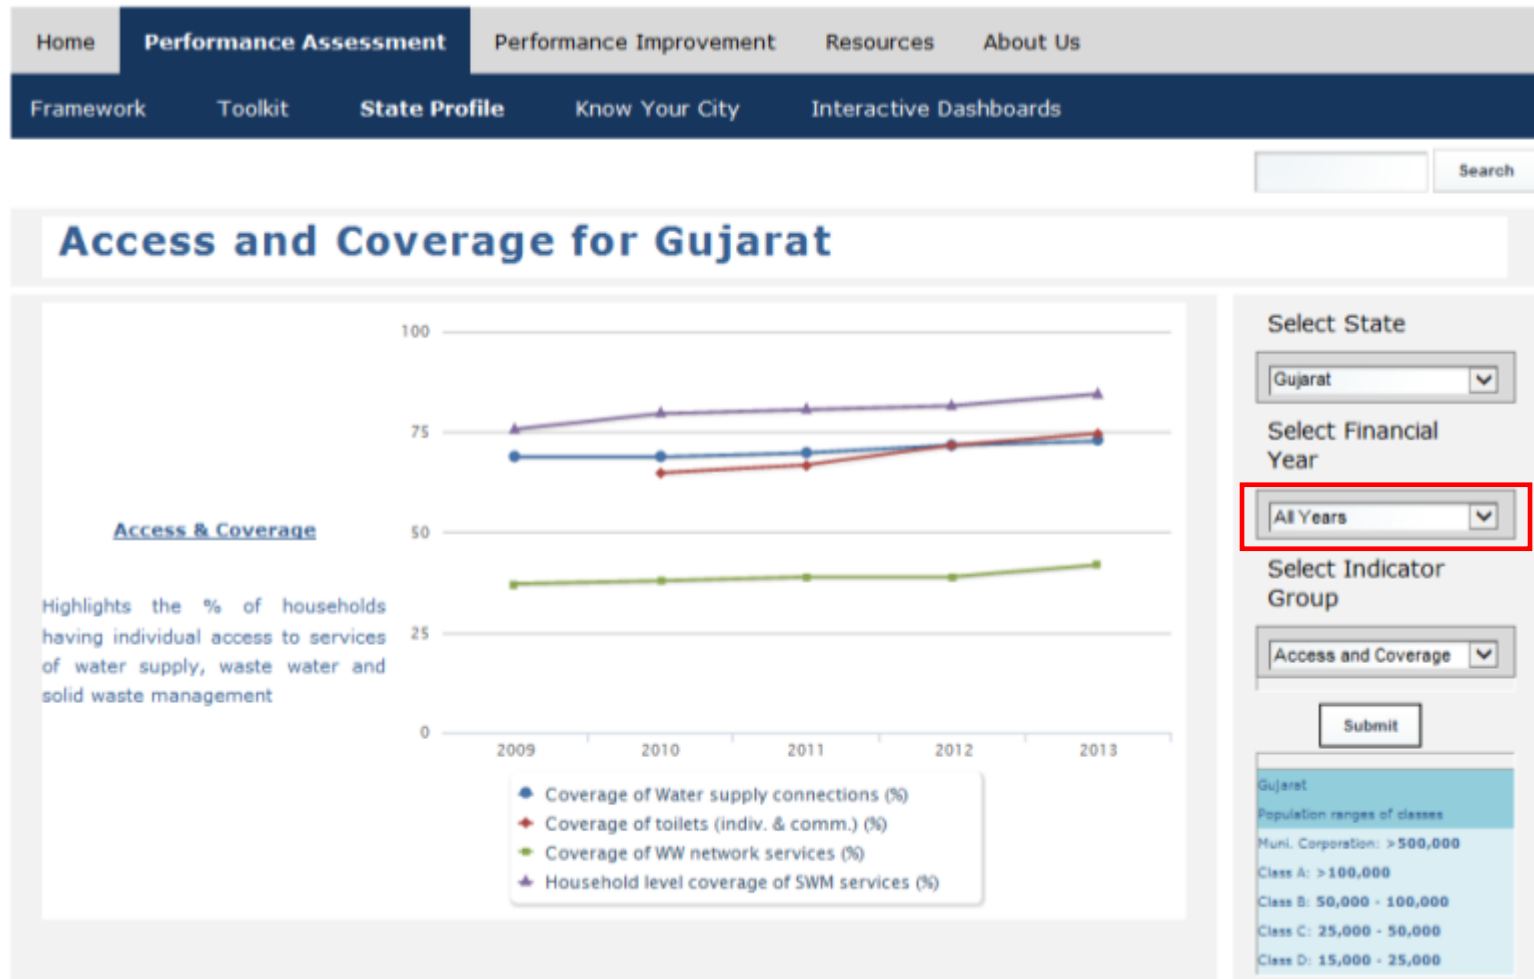 Home Performance Assessment Performance Improvement Resources About Us
Framework Toolkit State Profile Know Your City Interactive Dashboards
Search
Access and Coverage for Gujarat
Access & Coverage
Highlights the % of households
having individual access to services
of water supply, waste water and
solid waste management
100
75
50
25
0
2009 2010 2011 2012 2013
Coverage of Water supply connections (%)
Coverage of toilets (indiv. & comm.) (%)
Coverage of WW network services (%)
Household level coverage of SWM services (%)
Select State
Gujarat
Select Financial
Year
All Years
Select Indicator
Group
Access and Coverage
Submit
Gujarat
Population ranges of classes
Muni. Corporation: >500,000
Class A: >100,000
Class B: 50,000 - 100,000
Class C: 25,000 - 50,000
Class D: 15,000 - 25,000